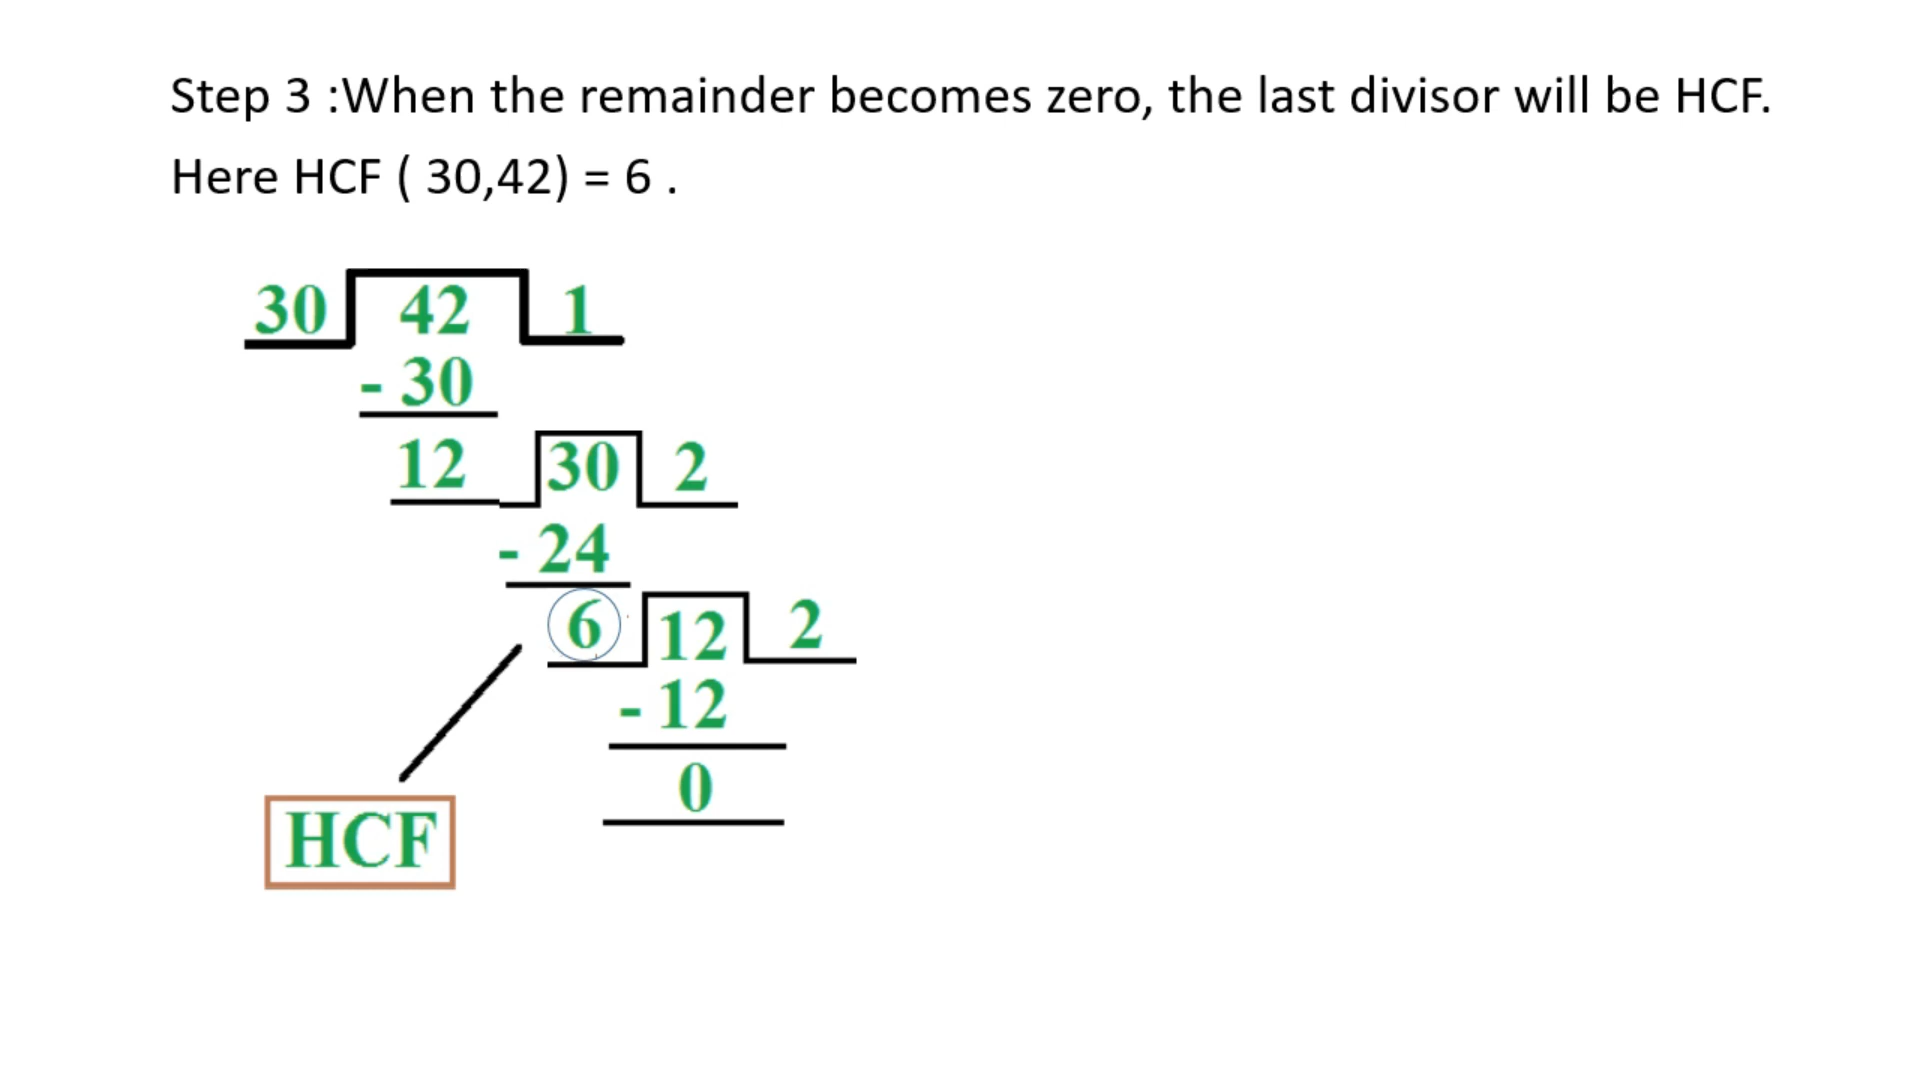 Step 3 :When the remainder becomes zero, the last divisor will be HCF.
Here HCF ( 30,42) = 6 .
30 42 1
- 30
12 30 2
- 24
6 12 2
- 12
0
HCF